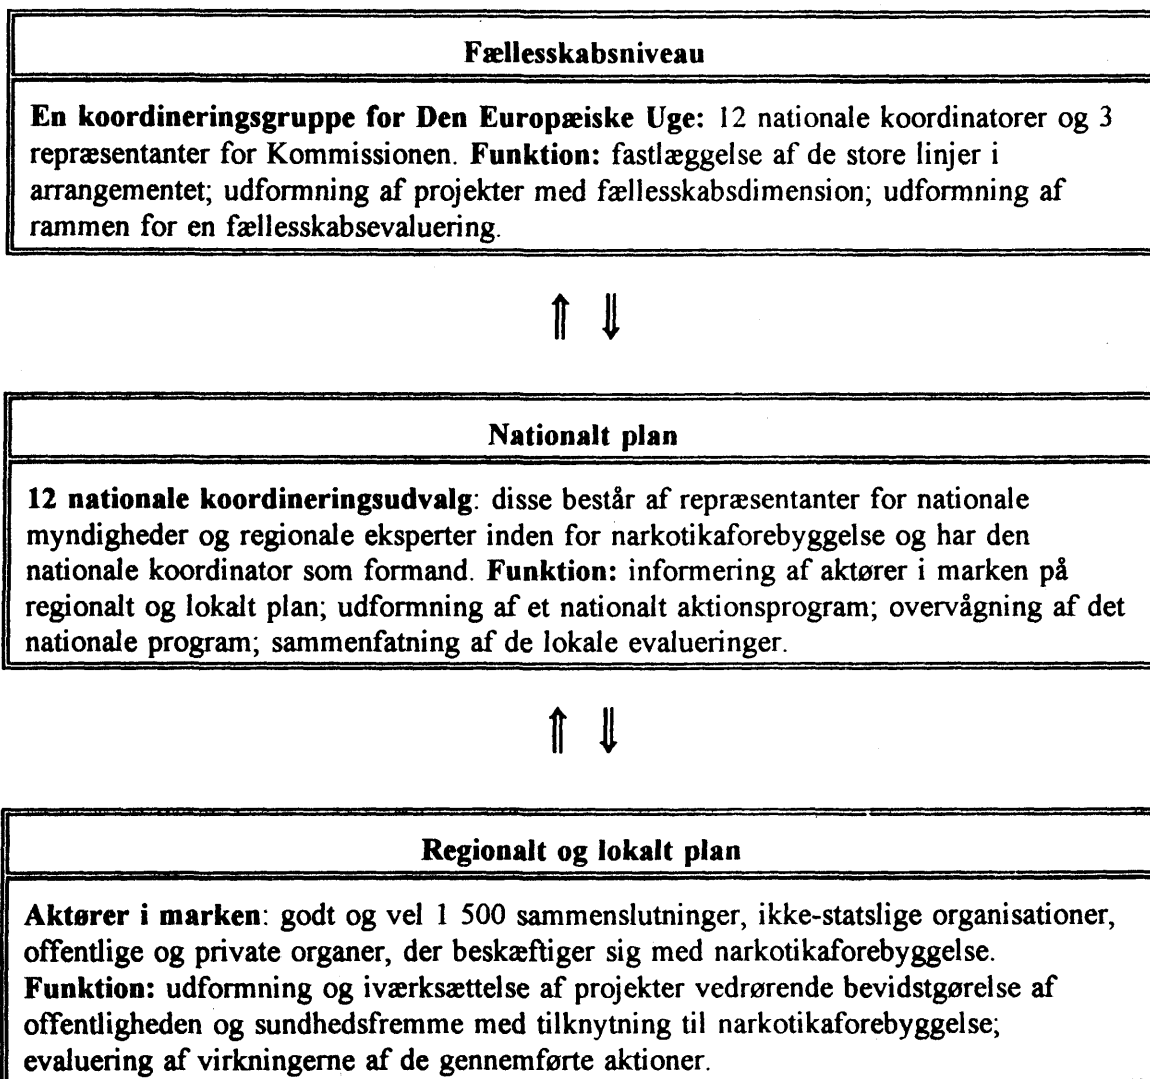 Fællesskabsniveau
En koordineringsgruppe for Den Europæiske Uge: 12 nationale koordinatorer og 3
repræsentanter for Kommissionen. Funktion: fastlæggelse af de store linjer i
arrangementet; udformning af projekter med fællesskabsdimension; udformning af
rammen for en fællesskabsevaluering.
⇑ ⇓
Nationalt plan
12 nationale koordineringsudvalg: disse består af repræsentanter for nationale
myndigheder og regionale eksperter inden for narkotikaforebyggelse og har den
nationale koordinator som formand. Funktion: informering af aktører i marken på
regionalt og lokalt plan; udformning af et nationalt aktionsprogram; overvågning af det
nationale program; sammenfatning af de lokale evalueringer.
⇑ ⇓
Regionalt og lokalt plan
Aktører i marken: godt og vel 1 500 sammenslutninger, ikke-statslige organisationer,
offentlige og private organer, der beskæftiger sig med narkotikaforebyggelse.
Funktion: udformning og iværksættelse af projekter vedrørende bevidstgørelse af
offentligheden og sundhedsfremme med tilknytning til narkotikaforebyggelse;
evaluering af virkningerne af de gennemførte aktioner.